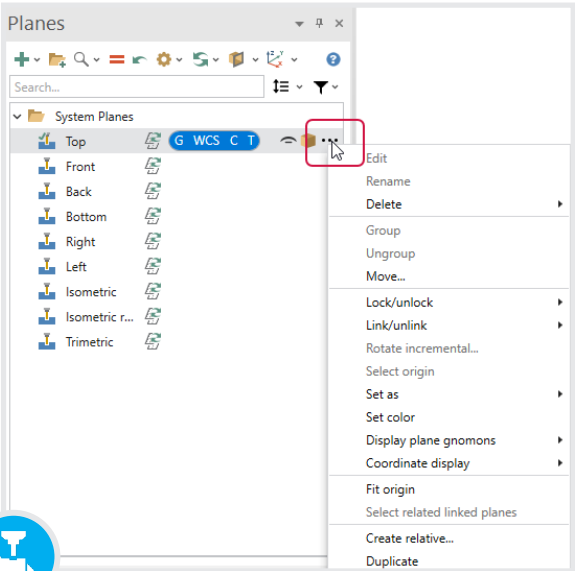 Planes
Search...
System Planes
Top
G WCS C T
Front
Back
Bottom
Right
Left
Isometric
Isometric r...
Trimetric
Edit
Rename
Delete
Group
Ungroup
Move...
Lock/unlock
Link/unlink
Rotate incremental...
Select origin
Set as
Set color
Display plane gnomons
Coordinate display
Fit origin
Select related linked planes
Create relative...
Duplicate